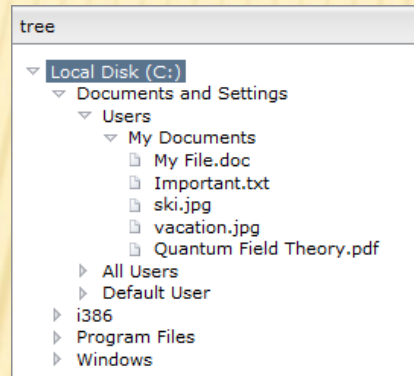 tree
Local Disk (C:)
Documents and Settings
Users
My Documents
My File.doc
Important.txt
ski.jpg
vacation.jpg
Quantum Field Theory.pdf
All Users
Default User
i386
Program Files
Windows